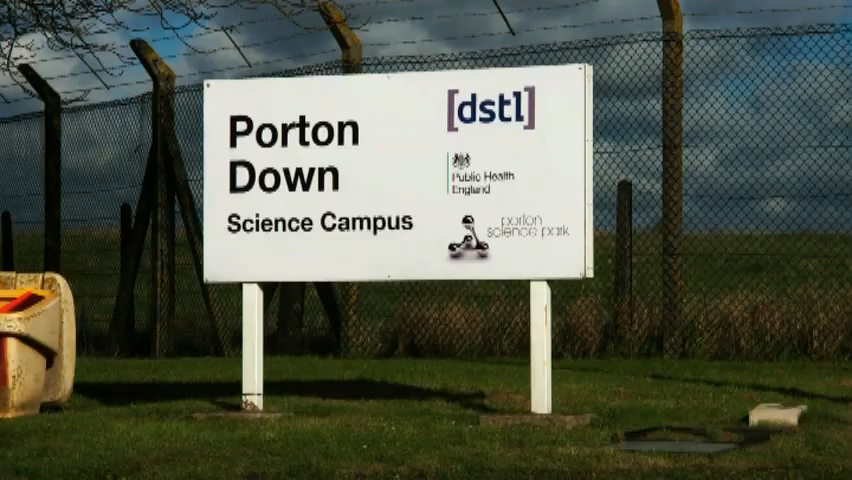 Porton
Down
Science Campus
[dstl]
Public Health
England
porton
science park